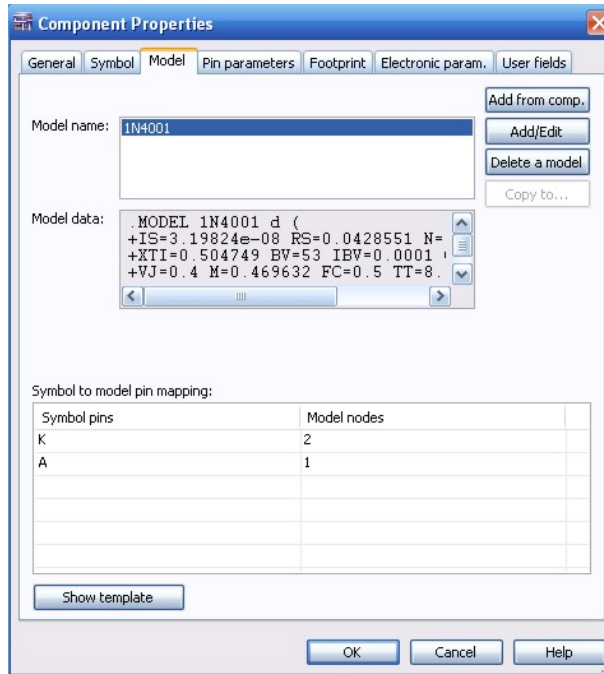 Component Properties
General Symbol Model Pin parameters Footprint Electronic param. User fields
Add from comp.
Model name: 1N4001
Add/Edit
Delete a model
Copy to...
Model data: .MODEL 1N4001 d (
+IS=3.19824e-08 RS=0.0428551 N=
+XTI=0.504749 BV=53 IBV=0.0001
+VJ=0.4 M=0.469632 FC=0.5 TT=8.
Symbol to model pin mapping:
Symbol pins Model nodes
K 2
A 1
Show template
OK Cancel Help